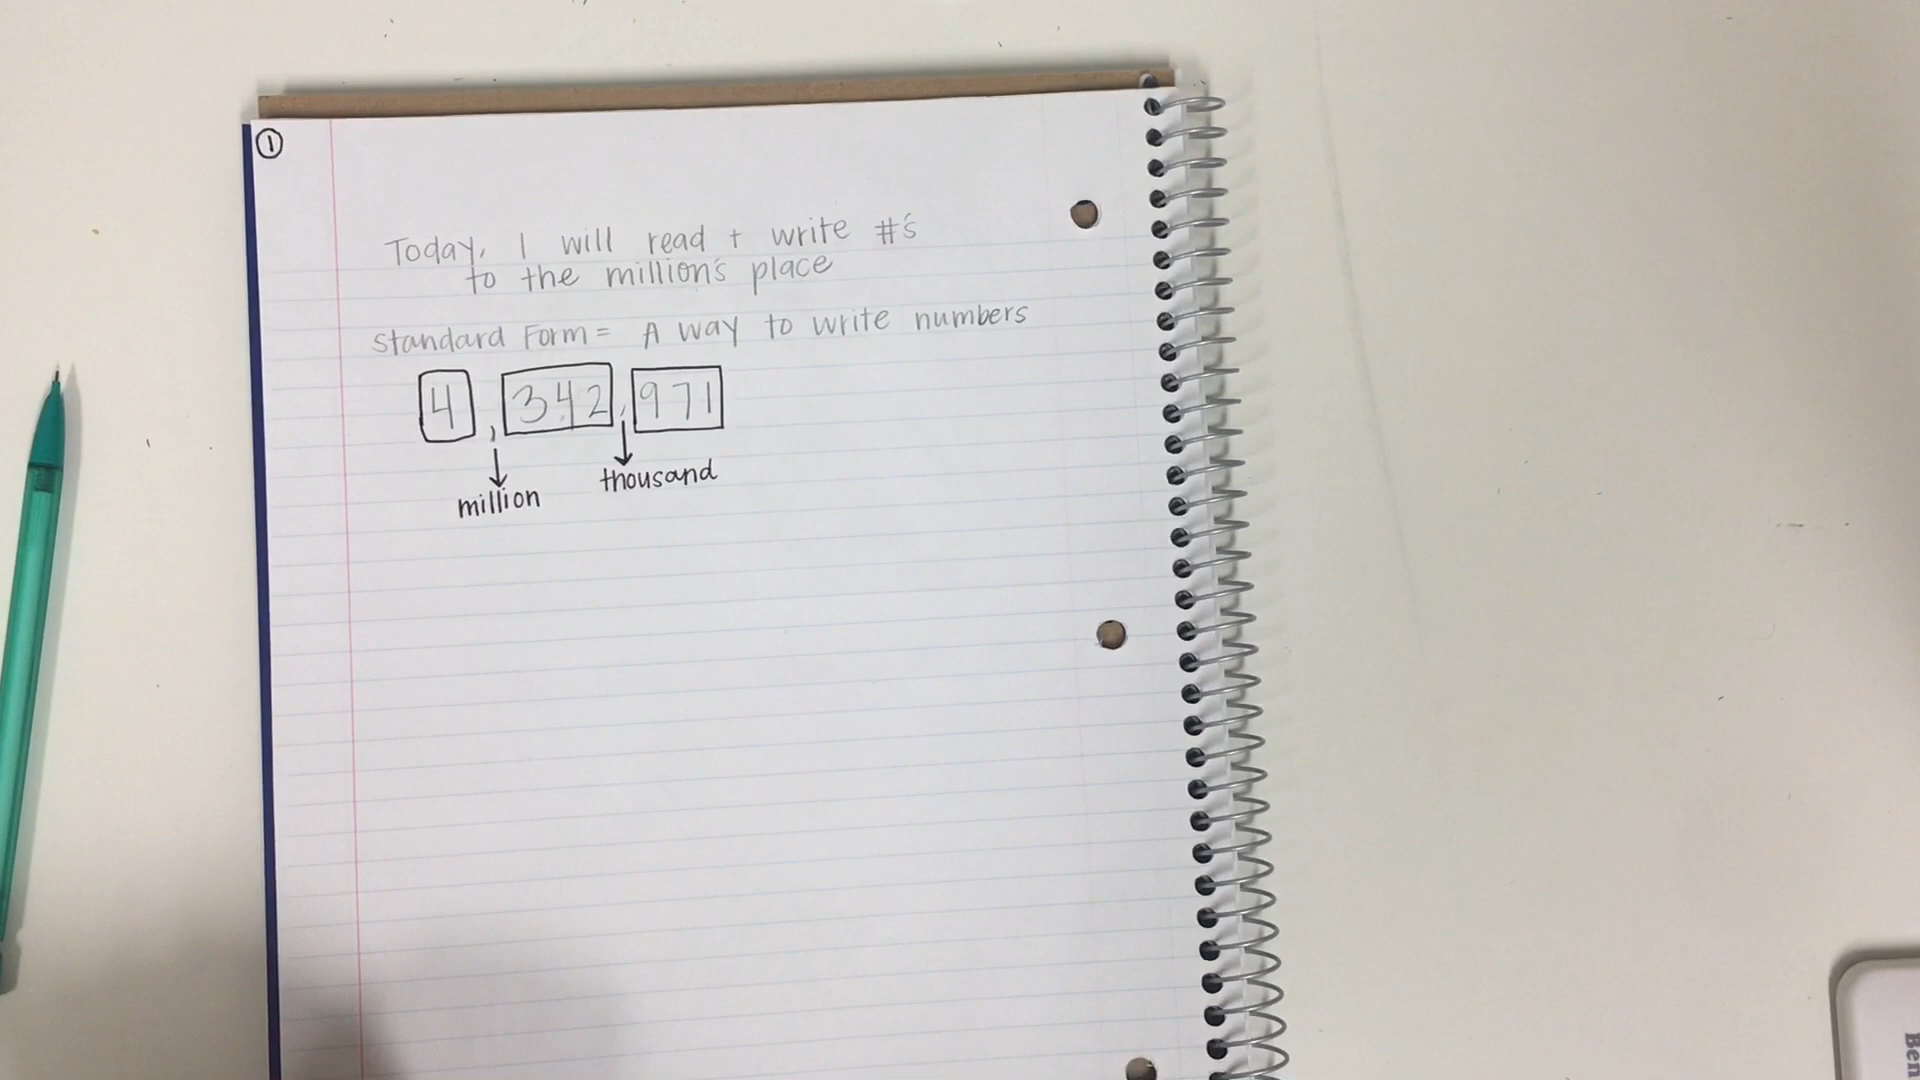 ①
Today, I will read + write #'s
to the million's place
Standard Form = A way to write numbers
4, 342, 971
million thousand
Ben